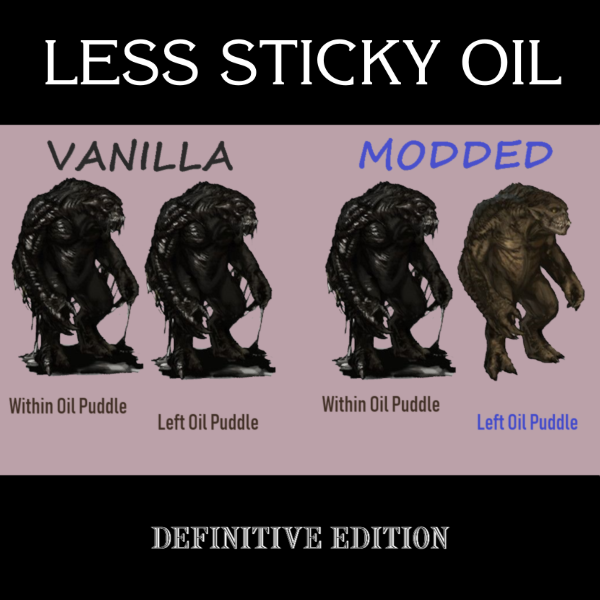 LESS STICKY OIL
VANILLA
MODDED
Within Oil Puddle
Left Oil Puddle
Within Oil Puddle
Left Oil Puddle
DEFINITIVE EDITION